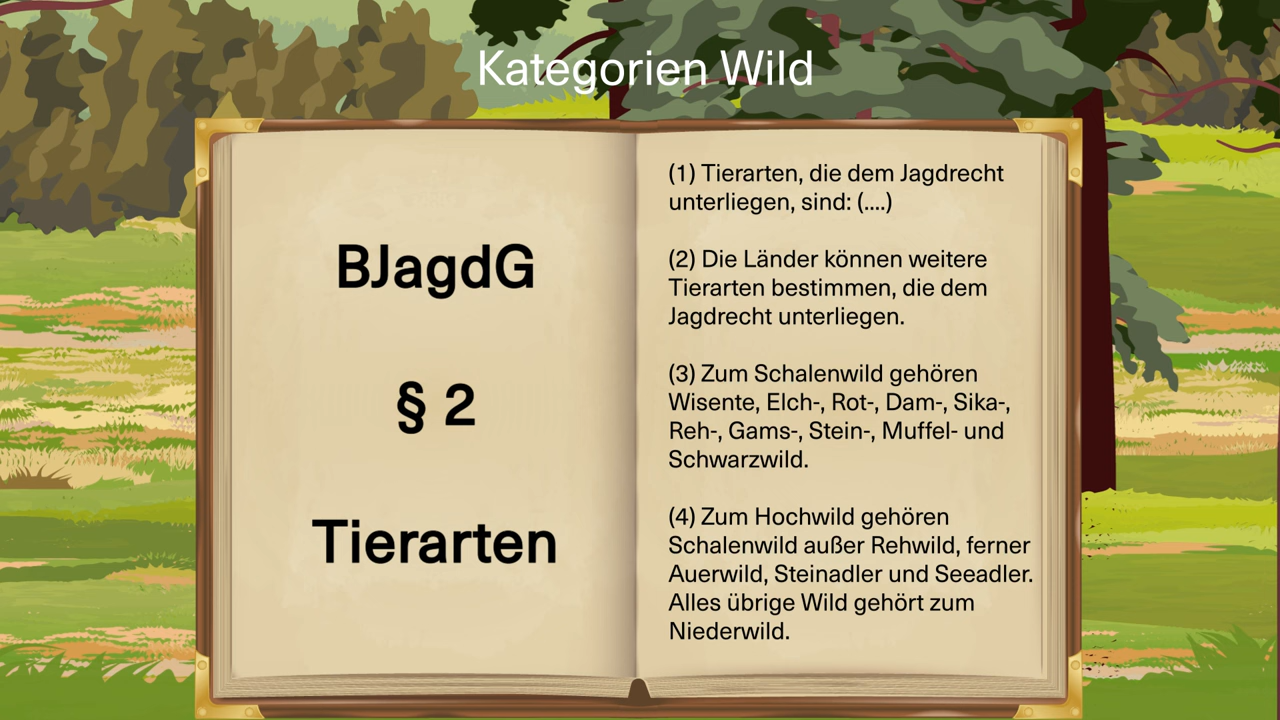 Kategorien Wild
BJagdG
§ 2
Tierarten
(1) Tierarten, die dem Jagdrecht
unterliegen, sind: (....)
(2) Die Länder können weitere
Tierarten bestimmen, die dem
Jagdrecht unterliegen.
(3) Zum Schalenwild gehören
Wisente, Elch-, Rot-, Dam-, Sika-,
Reh-, Gams-, Stein-, Muffel- und
Schwarzwild.
(4) Zum Hochwild gehören
Schalenwild außer Rehwild, ferner
Auerwild, Steinadler und Seeadler.
Alles übrige Wild gehört zum
Niederwild.